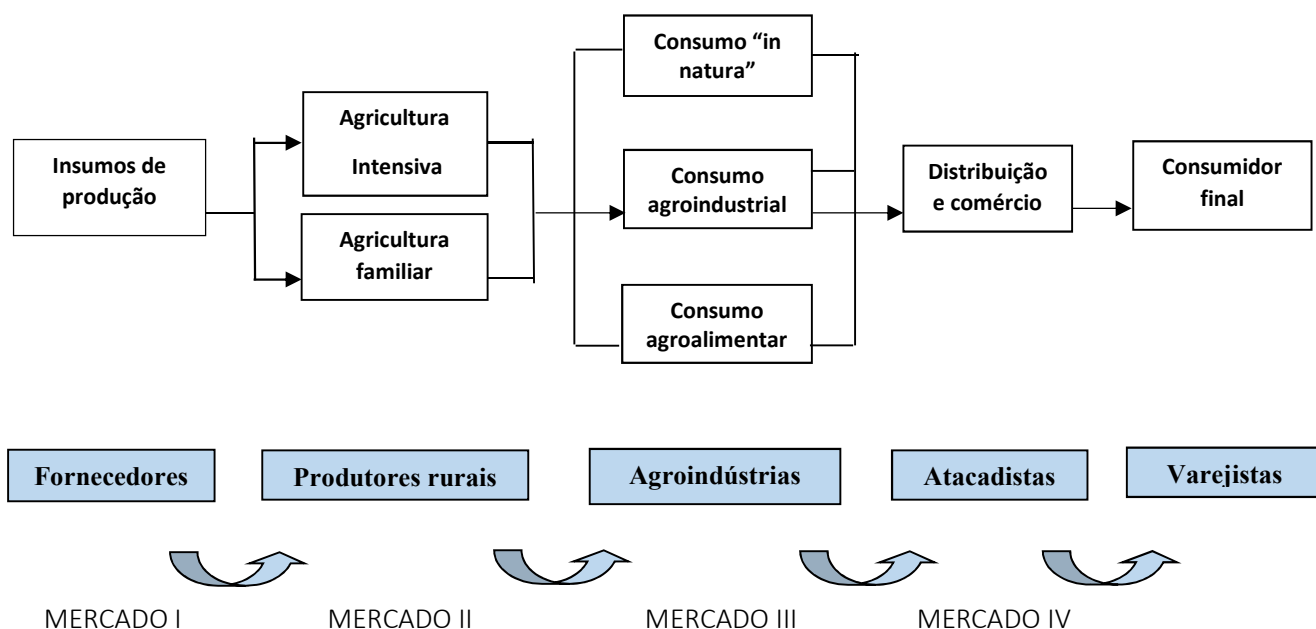 Consumo “in
natura”
Agricultura
Intensiva
Insumos de
produção
Consumo
agroindustrial
Distribuição
e comércio
Consumidor
final
Agricultura
familiar
Consumo
agroalimentar
Fornecedores
Produtores rurais
Agroindústrias
Atacadistas
Varejistas
MERCADO I
MERCADO II
MERCADO III
MERCADO IV